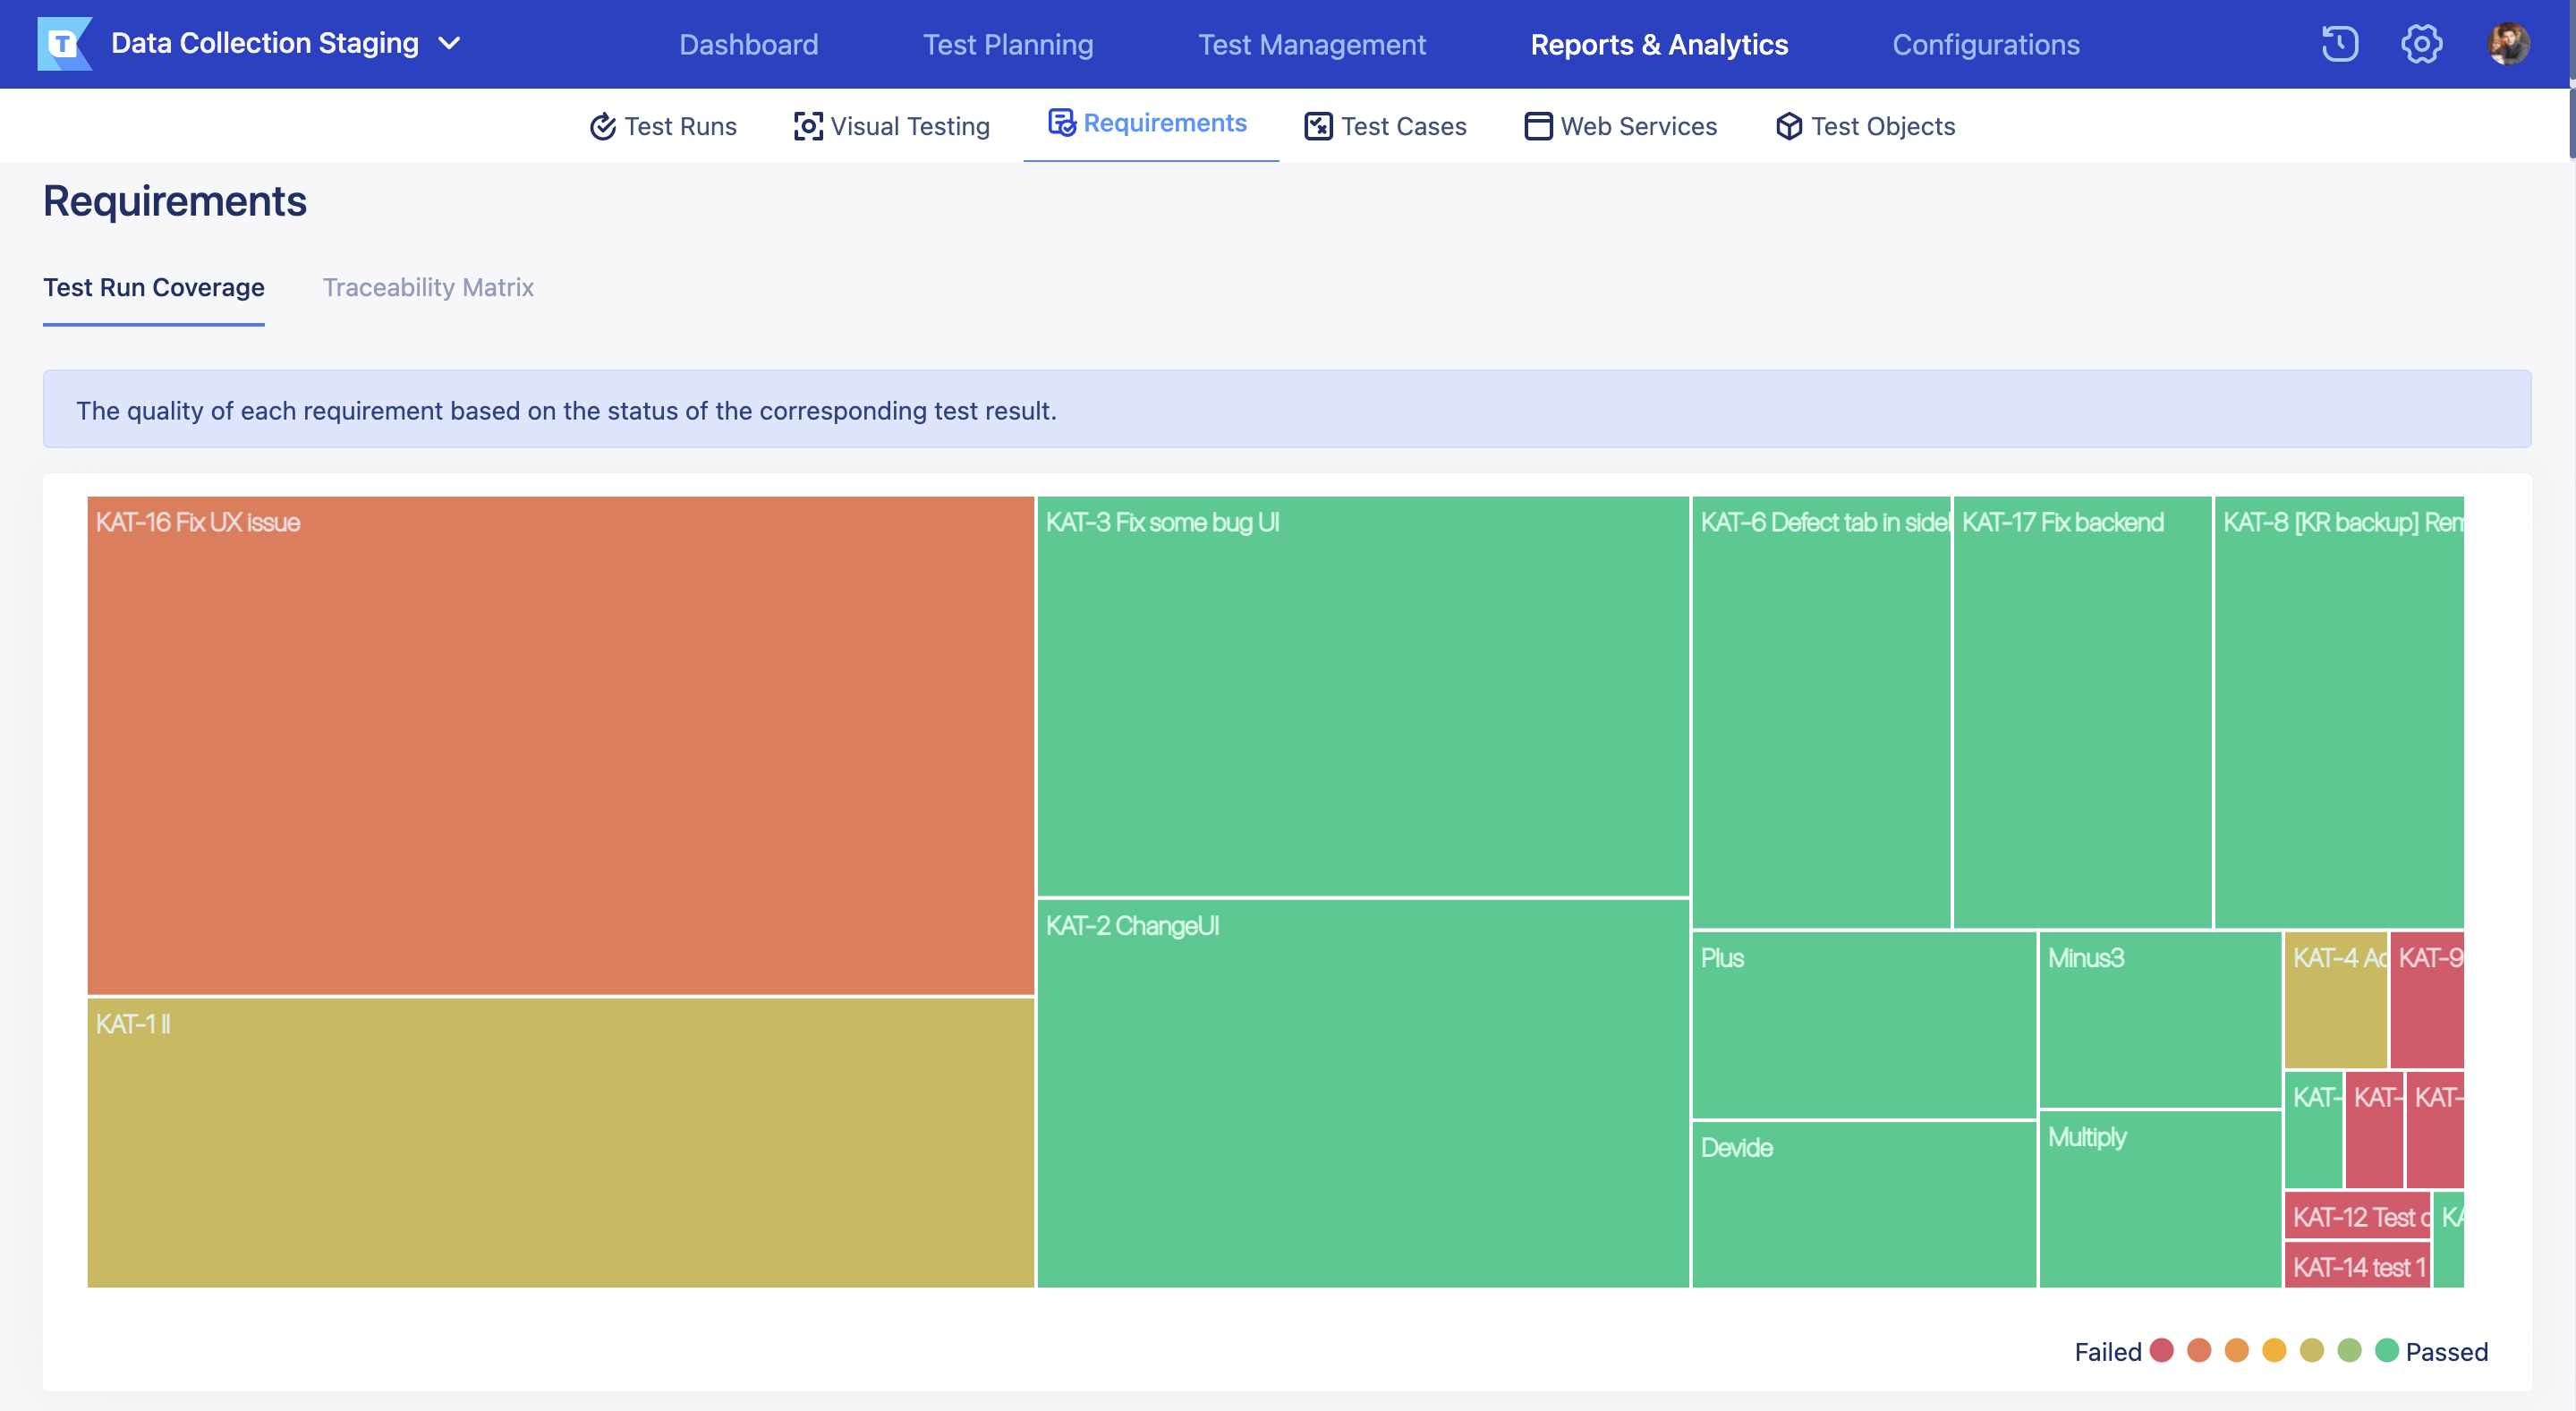 T
Data Collection Staging
Dashboard
Test Planning
Test Management
Reports & Analytics
Configurations
Test Runs
Visual Testing
Requirements
Test Cases
Web Services
Test Objects
Requirements
Test Run Coverage
Traceability Matrix
The quality of each requirement based on the status of the corresponding test result.
KAT-16 Fix UX issue
KAT-3 Fix some bug UI
KAT-6 Defect tab in side
KAT-17 Fix backend
KAT-8 [KR backup] Rem
KAT-2 ChangeUI
Plus
Minus3
KAT-4 Ad
KAT-9
KAT-1 II
KAT-
KAT-
KAT-
Devide
Multiply
KAT-12 Test
KA
KAT-14 test 1
Failed
Passed